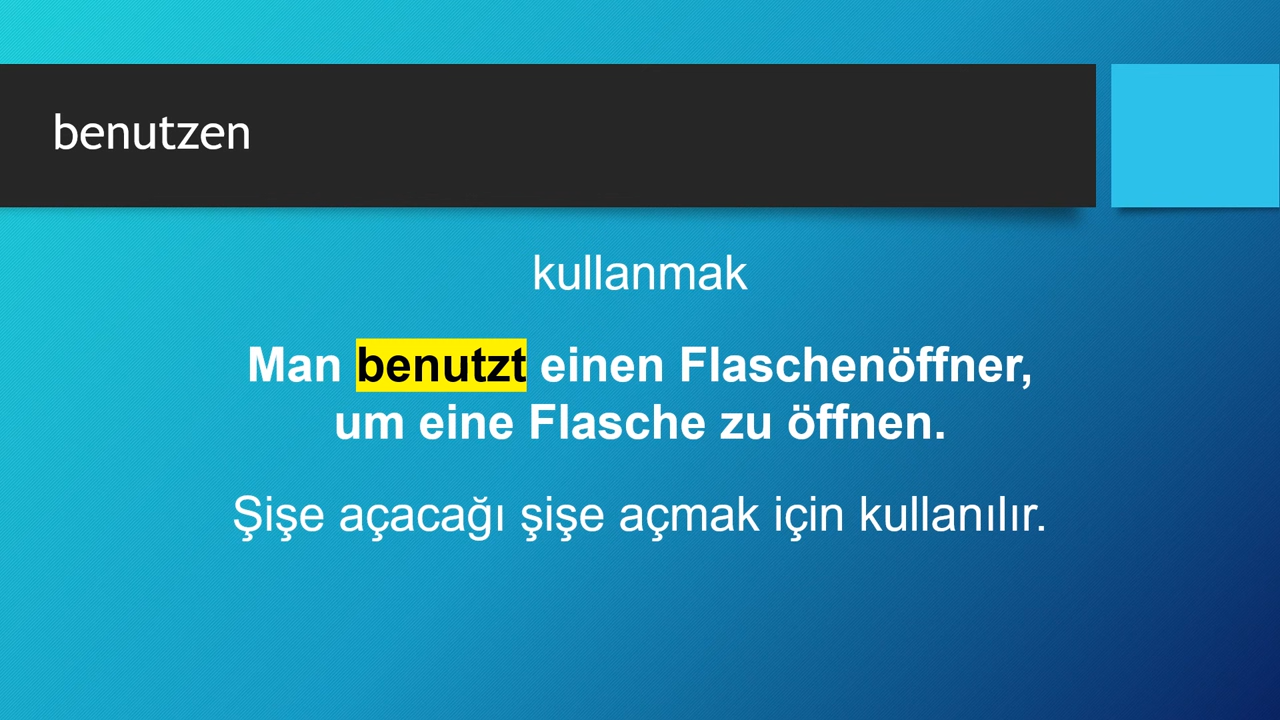 benutzen
kullanmak
Man benutzt einen Flaschenöffner,
um eine Flasche zu öffnen.
Şişe açacağı şişe açmak için kullanılır.